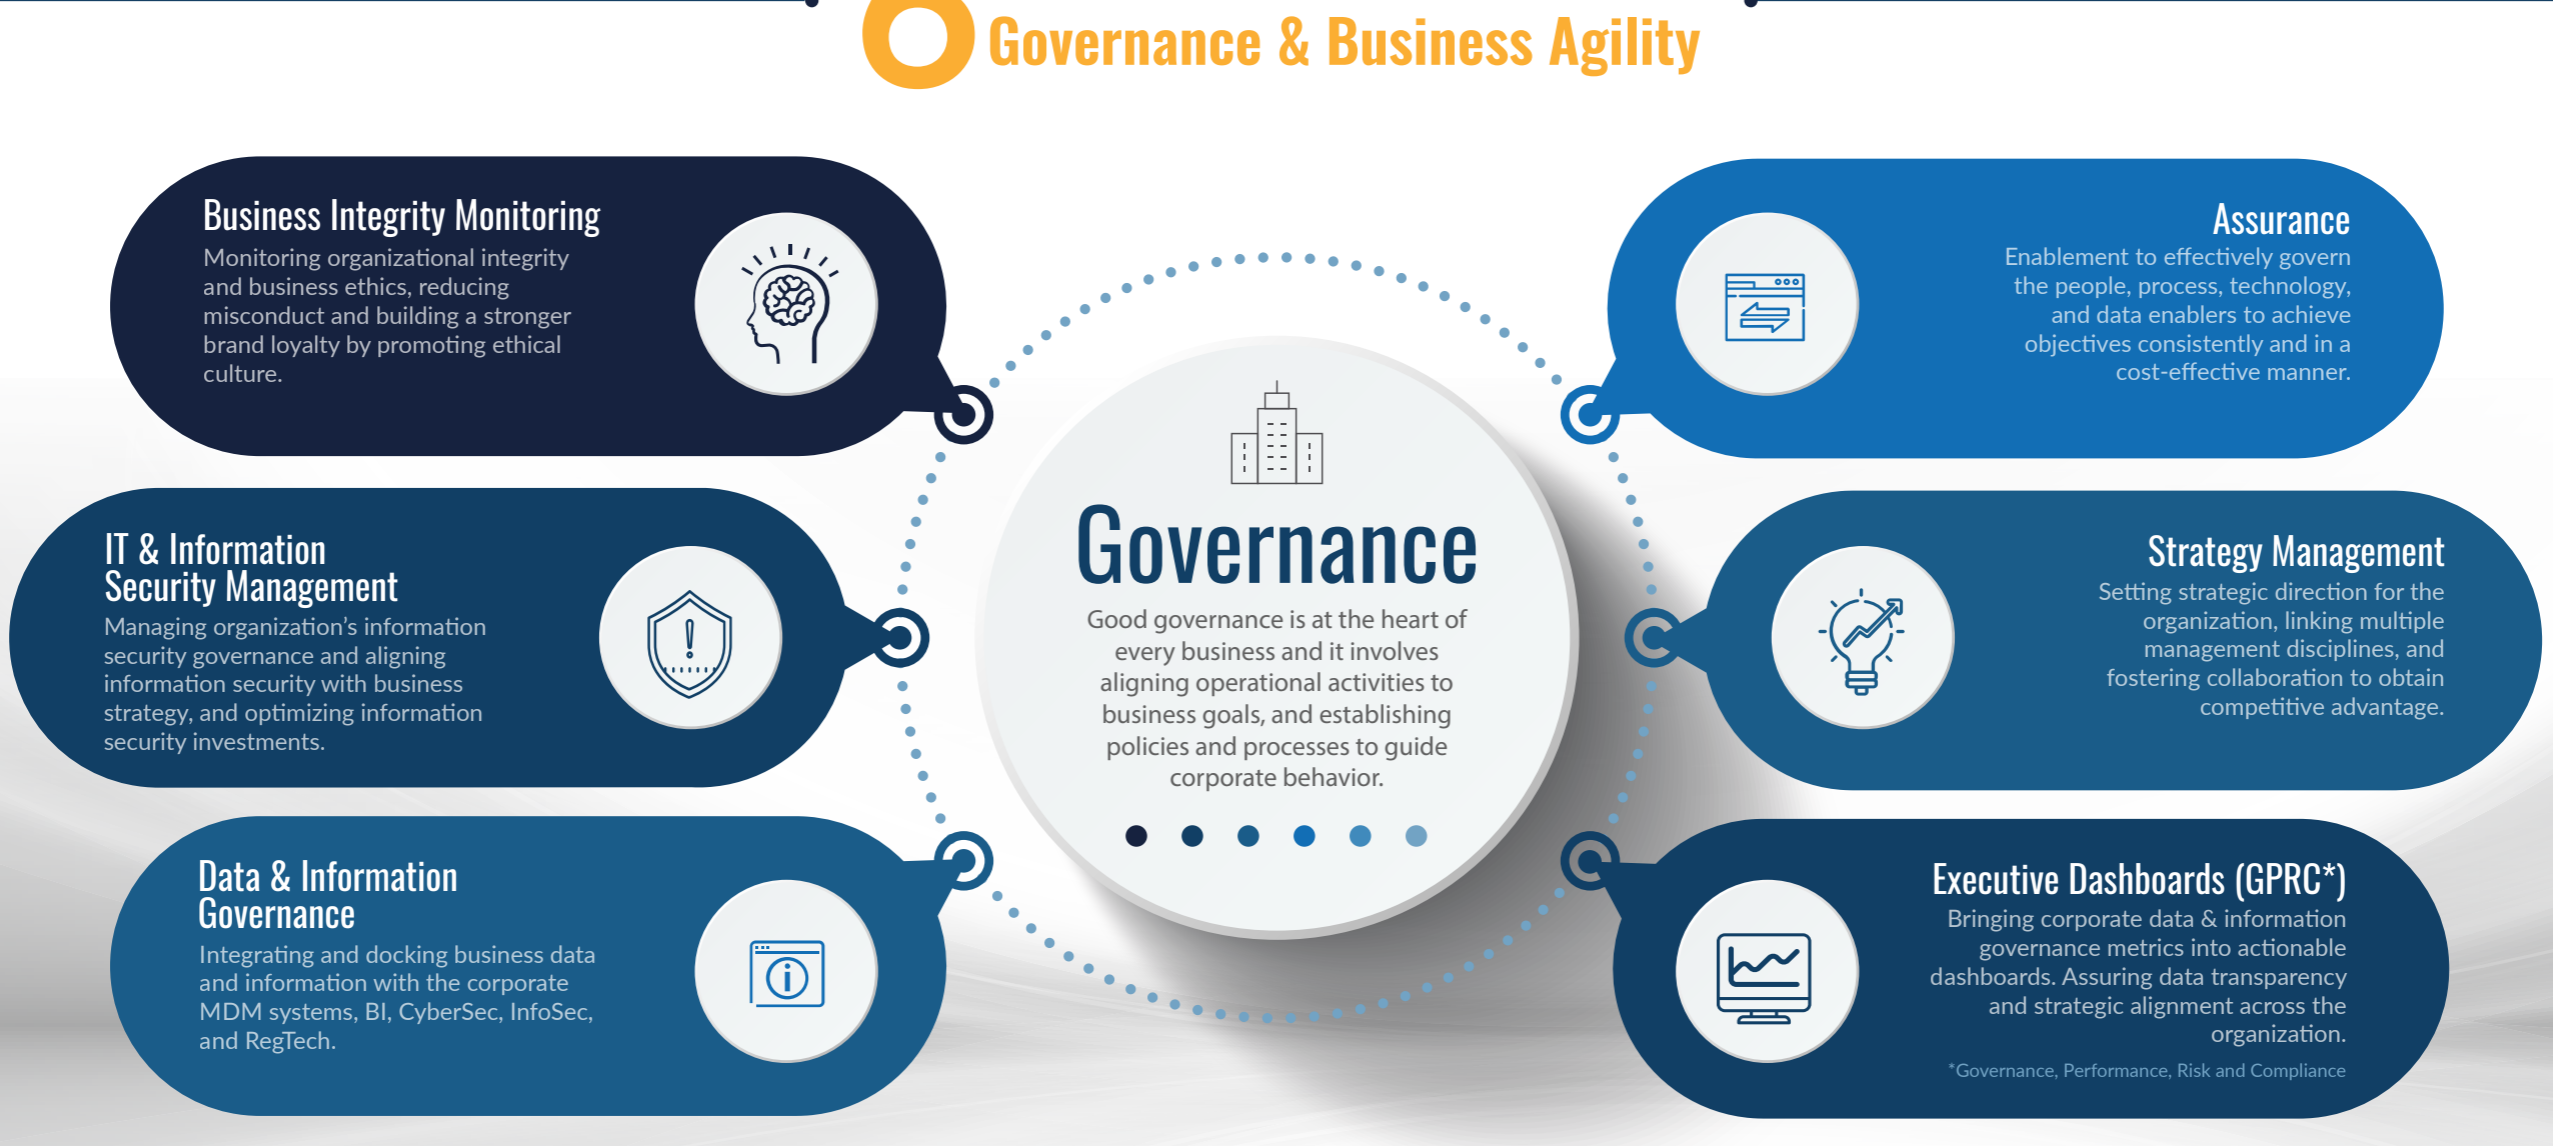 Governance & Business Agility
Business Integrity Monitoring
Monitoring organizational integrity
and business ethics, reducing
misconduct and building a stronger
brand loyalty by promoting ethical
culture.
IT & Information
Security Management
Managing organization’s information
security governance and aligning
information security with business
strategy, and optimizing information
security investments.
Data & Information
Governance
Integrating and docking business data
and information with the corporate
MDM systems, BI, CyberSec, InfoSec,
and RegTech.
Governance
Good governance is at the heart of
every business and it involves
aligning operational activities to
business goals, and establishing
policies and processes to guide
corporate behavior.
Assurance
Enablement to effectively govern
the people, process, technology,
and data enablers to achieve
objectives consistently and in a
cost-effective manner.
Strategy Management
Setting strategic direction for the
organization, linking multiple
management disciplines, and
fostering collaboration to obtain
competitive advantage.
Executive Dashboards (GPRC*)
Bringing corporate data & information
governance metrics into actionable
dashboards. Assuring data transparency
and strategic alignment across the
organization.
*Governance, Performance, Risk and Compliance